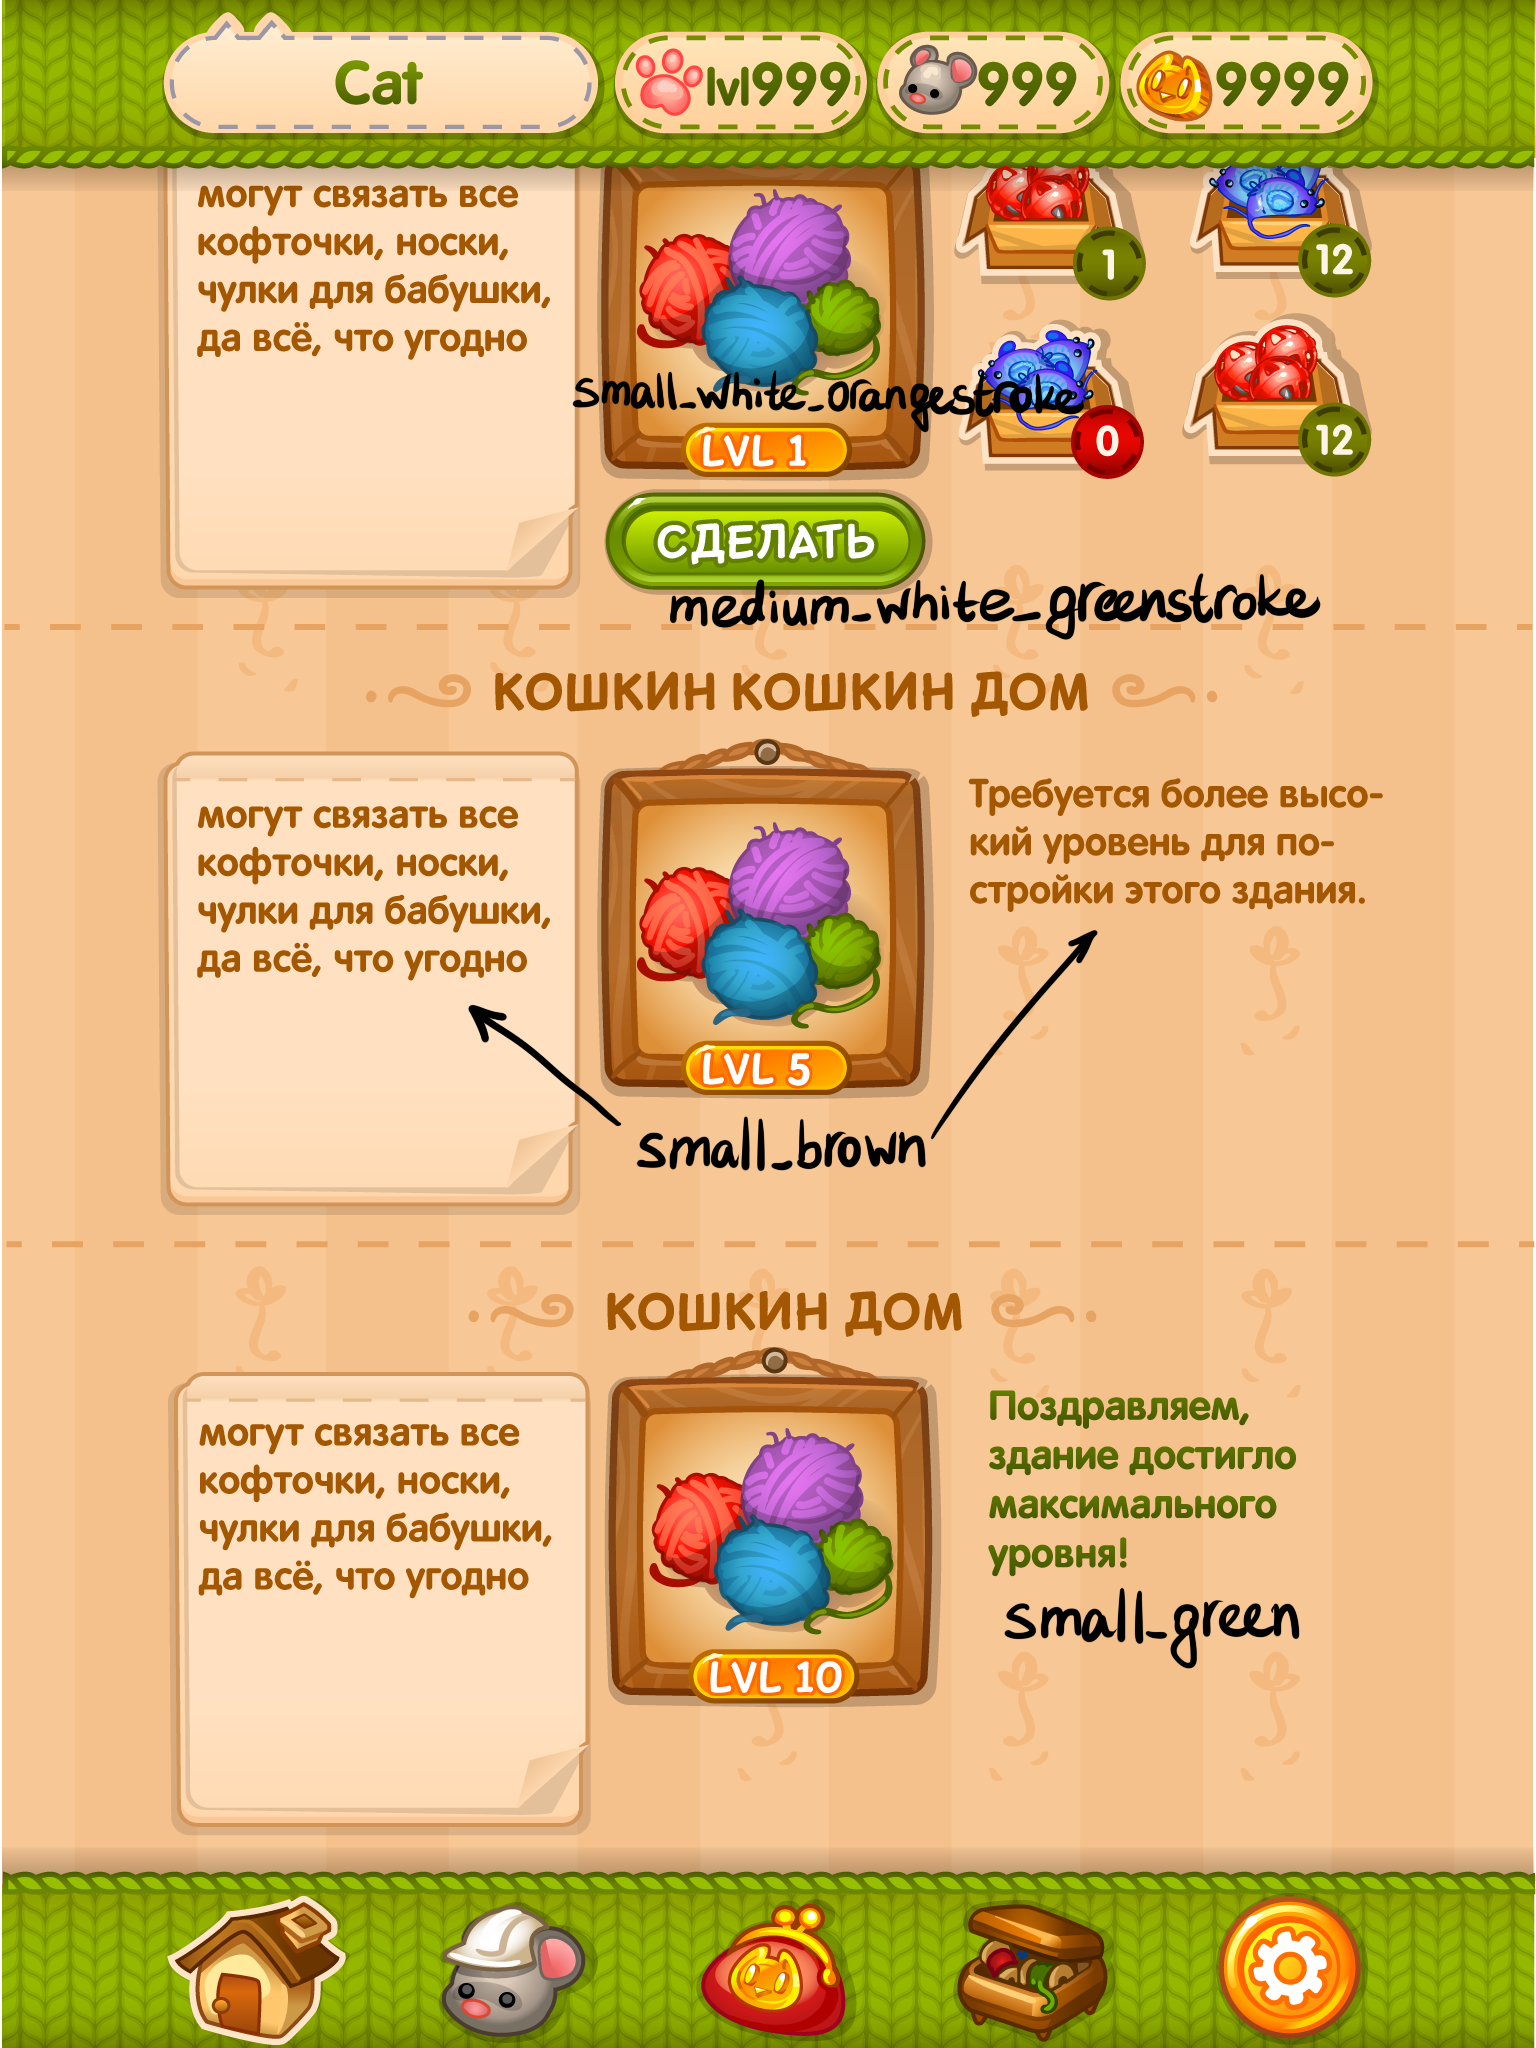 Cat
lvl999
999
9999
могут связать все
кофточки, носки,
чулки для бабушки,
да всё, что угодно
1
12
small_white_orangestroke
0
12
LVL 1
СДЕЛАТЬ
medium_white_greenstroke
КОШКИН КОШКИН ДОМ
могут связать все
кофточки, носки,
чулки для бабушки,
да всё, что угодно
LVL 5
Требуется более высо-
кий уровень для по-
стройки этого здания.
small_brown
КОШКИН ДОМ
могут связать все
кофточки, носки,
чулки для бабушки,
да всё, что угодно
LVL 10
Поздравляем,
здание достигло
максимального
уровня!
small_green